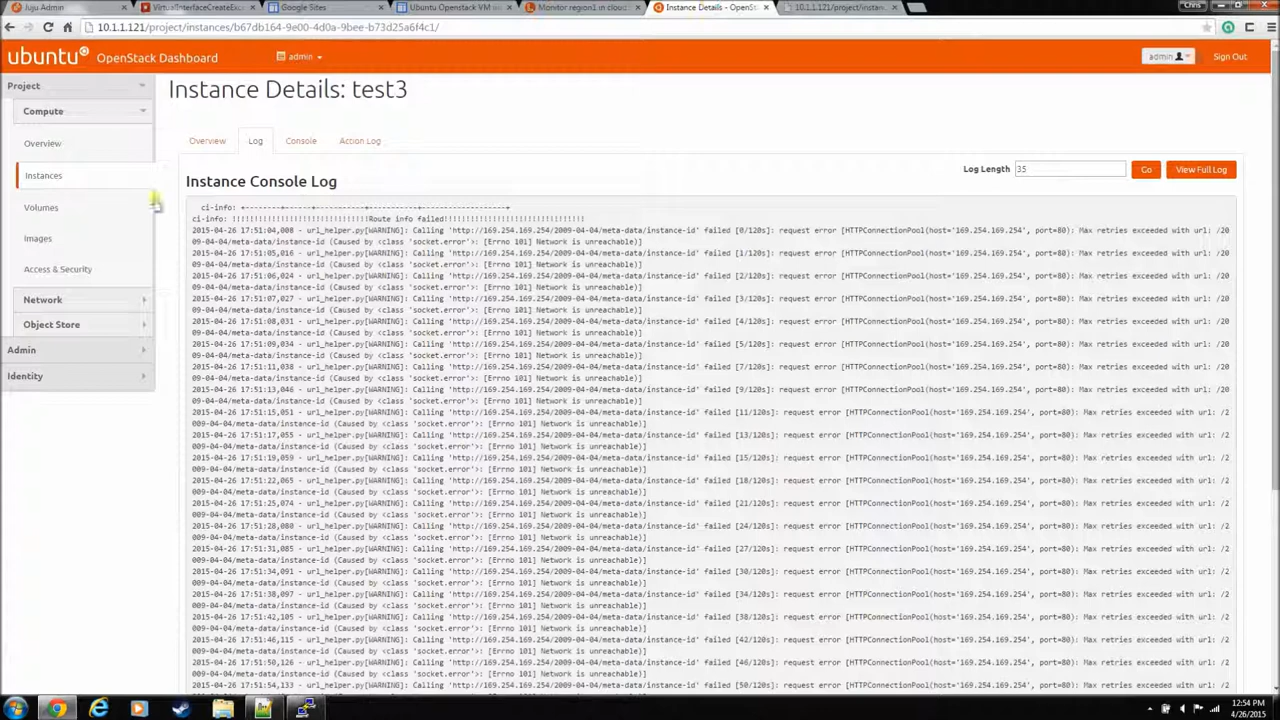 Juju Admin
VirtualInterfaceCreateExce
Google Sites
Ubuntu Openstack VM no
Monitor region1 in cloud
Instance Details - OpenSt
10.1.1.121/project/instan
Chris
10.1.1.121/project/instances/b67db164-9e00-4d0a-9bee-b73d25a6f4c1/
ubuntu OpenStack Dashboard
admin
admin
Sign Out
Project
Compute
Overview
Instances
Volumes
Images
Access & Security
Network
Object Store
Admin
Identity
Instance Details: test3
Overview Log Console Action Log
Instance Console Log
Log Length 35 Go View Full Log
ci-info: +--------+------+-----------+-----------+-------------------+
ci-info: !!!!!!!!!!!!!!!!!!!!!!!!!!!!!!!!Route info failed!!!!!!!!!!!!!!!!!!!!!!!!!!!!!!!!
2015-04-26 17:51:04,008 - url_helper.py[WARNING]: Calling 'http://169.254.169.254/2009-04-04/meta-data/instance-id' failed [0/120s]: request error [HTTPConnectionPool(host='169.254.169.254', port=80): Max retries exceeded with url: /20
09-04-04/meta-data/instance-id (Caused by <class 'socket.error'>: [Errno 101] Network is unreachable)]
2015-04-26 17:51:05,016 - url_helper.py[WARNING]: Calling 'http://169.254.169.254/2009-04-04/meta-data/instance-id' failed [1/120s]: request error [HTTPConnectionPool(host='169.254.169.254', port=80): Max retries exceeded with url: /20
09-04-04/meta-data/instance-id (Caused by <class 'socket.error'>: [Errno 101] Network is unreachable)]
2015-04-26 17:51:06,024 - url_helper.py[WARNING]: Calling 'http://169.254.169.254/2009-04-04/meta-data/instance-id' failed [2/120s]: request error [HTTPConnectionPool(host='169.254.169.254', port=80): Max retries exceeded with url: /20
09-04-04/meta-data/instance-id (Caused by <class 'socket.error'>: [Errno 101] Network is unreachable)]
2015-04-26 17:51:07,027 - url_helper.py[WARNING]: Calling 'http://169.254.169.254/2009-04-04/meta-data/instance-id' failed [3/120s]: request error [HTTPConnectionPool(host='169.254.169.254', port=80): Max retries exceeded with url: /20
09-04-04/meta-data/instance-id (Caused by <class 'socket.error'>: [Errno 101] Network is unreachable)]
2015-04-26 17:51:08,031 - url_helper.py[WARNING]: Calling 'http://169.254.169.254/2009-04-04/meta-data/instance-id' failed [4/120s]: request error [HTTPConnectionPool(host='169.254.169.254', port=80): Max retries exceeded with url: /20
09-04-04/meta-data/instance-id (Caused by <class 'socket.error'>: [Errno 101] Network is unreachable)]
2015-04-26 17:51:09,034 - url_helper.py[WARNING]: Calling 'http://169.254.169.254/2009-04-04/meta-data/instance-id' failed [5/120s]: request error [HTTPConnectionPool(host='169.254.169.254', port=80): Max retries exceeded with url: /20
09-04-04/meta-data/instance-id (Caused by <class 'socket.error'>: [Errno 101] Network is unreachable)]
2015-04-26 17:51:11,038 - url_helper.py[WARNING]: Calling 'http://169.254.169.254/2009-04-04/meta-data/instance-id' failed [7/120s]: request error [HTTPConnectionPool(host='169.254.169.254', port=80): Max retries exceeded with url: /20
09-04-04/meta-data/instance-id (Caused by <class 'socket.error'>: [Errno 101] Network is unreachable)]
2015-04-26 17:51:13,046 - url_helper.py[WARNING]: Calling 'http://169.254.169.254/2009-04-04/meta-data/instance-id' failed [9/120s]: request error [HTTPConnectionPool(host='169.254.169.254', port=80): Max retries exceeded with url: /20
09-04-04/meta-data/instance-id (Caused by <class 'socket.error'>: [Errno 101] Network is unreachable)]
2015-04-26 17:51:15,051 - url_helper.py[WARNING]: Calling 'http://169.254.169.254/2009-04-04/meta-data/instance-id' failed [11/120s]: request error [HTTPConnectionPool(host='169.254.169.254', port=80): Max retries exceeded with url: /2
009-04-04/meta-data/instance-id (Caused by <class 'socket.error'>: [Errno 101] Network is unreachable)]
2015-04-26 17:51:17,055 - url_helper.py[WARNING]: Calling 'http://169.254.169.254/2009-04-04/meta-data/instance-id' failed [13/120s]: request error [HTTPConnectionPool(host='169.254.169.254', port=80): Max retries exceeded with url: /2
009-04-04/meta-data/instance-id (Caused by <class 'socket.error'>: [Errno 101] Network is unreachable)]
2015-04-26 17:51:19,059 - url_helper.py[WARNING]: Calling 'http://169.254.169.254/2009-04-04/meta-data/instance-id' failed [15/120s]: request error [HTTPConnectionPool(host='169.254.169.254', port=80): Max retries exceeded with url: /2
009-04-04/meta-data/instance-id (Caused by <class 'socket.error'>: [Errno 101] Network is unreachable)]
2015-04-26 17:51:22,065 - url_helper.py[WARNING]: Calling 'http://169.254.169.254/2009-04-04/meta-data/instance-id' failed [18/120s]: request error [HTTPConnectionPool(host='169.254.169.254', port=80): Max retries exceeded with url: /2
009-04-04/meta-data/instance-id (Caused by <class 'socket.error'>: [Errno 101] Network is unreachable)]
2015-04-26 17:51:25,074 - url_helper.py[WARNING]: Calling 'http://169.254.169.254/2009-04-04/meta-data/instance-id' failed [21/120s]: request error [HTTPConnectionPool(host='169.254.169.254', port=80): Max retries exceeded with url: /2
009-04-04/meta-data/instance-id (Caused by <class 'socket.error'>: [Errno 101] Network is unreachable)]
2015-04-26 17:51:28,080 - url_helper.py[WARNING]: Calling 'http://169.254.169.254/2009-04-04/meta-data/instance-id' failed [24/120s]: request error [HTTPConnectionPool(host='169.254.169.254', port=80): Max retries exceeded with url: /2
009-04-04/meta-data/instance-id (Caused by <class 'socket.error'>: [Errno 101] Network is unreachable)]
2015-04-26 17:51:31,085 - url_helper.py[WARNING]: Calling 'http://169.254.169.254/2009-04-04/meta-data/instance-id' failed [27/120s]: request error [HTTPConnectionPool(host='169.254.169.254', port=80): Max retries exceeded with url: /2
009-04-04/meta-data/instance-id (Caused by <class 'socket.error'>: [Errno 101] Network is unreachable)]
2015-04-26 17:51:34,091 - url_helper.py[WARNING]: Calling 'http://169.254.169.254/2009-04-04/meta-data/instance-id' failed [30/120s]: request error [HTTPConnectionPool(host='169.254.169.254', port=80): Max retries exceeded with url: /2
009-04-04/meta-data/instance-id (Caused by <class 'socket.error'>: [Errno 101] Network is unreachable)]
2015-04-26 17:51:38,097 - url_helper.py[WARNING]: Calling 'http://169.254.169.254/2009-04-04/meta-data/instance-id' failed [34/120s]: request error [HTTPConnectionPool(host='169.254.169.254', port=80): Max retries exceeded with url: /2
009-04-04/meta-data/instance-id (Caused by <class 'socket.error'>: [Errno 101] Network is unreachable)]
2015-04-26 17:51:42,105 - url_helper.py[WARNING]: Calling 'http://169.254.169.254/2009-04-04/meta-data/instance-id' failed [38/120s]: request error [HTTPConnectionPool(host='169.254.169.254', port=80): Max retries exceeded with url: /2
009-04-04/meta-data/instance-id (Caused by <class 'socket.error'>: [Errno 101] Network is unreachable)]
2015-04-26 17:51:46,115 - url_helper.py[WARNING]: Calling 'http://169.254.169.254/2009-04-04/meta-data/instance-id' failed [42/120s]: request error [HTTPConnectionPool(host='169.254.169.254', port=80): Max retries exceeded with url: /2
009-04-04/meta-data/instance-id (Caused by <class 'socket.error'>: [Errno 101] Network is unreachable)]
2015-04-26 17:51:50,126 - url_helper.py[WARNING]: Calling 'http://169.254.169.254/2009-04-04/meta-data/instance-id' failed [46/120s]: request error [HTTPConnectionPool(host='169.254.169.254', port=80): Max retries exceeded with url: /2
009-04-04/meta-data/instance-id (Caused by <class 'socket.error'>: [Errno 101] Network is unreachable)]
2015-04-26 17:51:54,133 - url_helper.py[WARNING]: Calling 'http://169.254.169.254/2009-04-04/meta-data/instance-id' failed [50/120s]: request error [HTTPConnectionPool(host='169.254.169.254', port=80): Max retries exceeded with url: /2
12:54 PM
4/26/2015